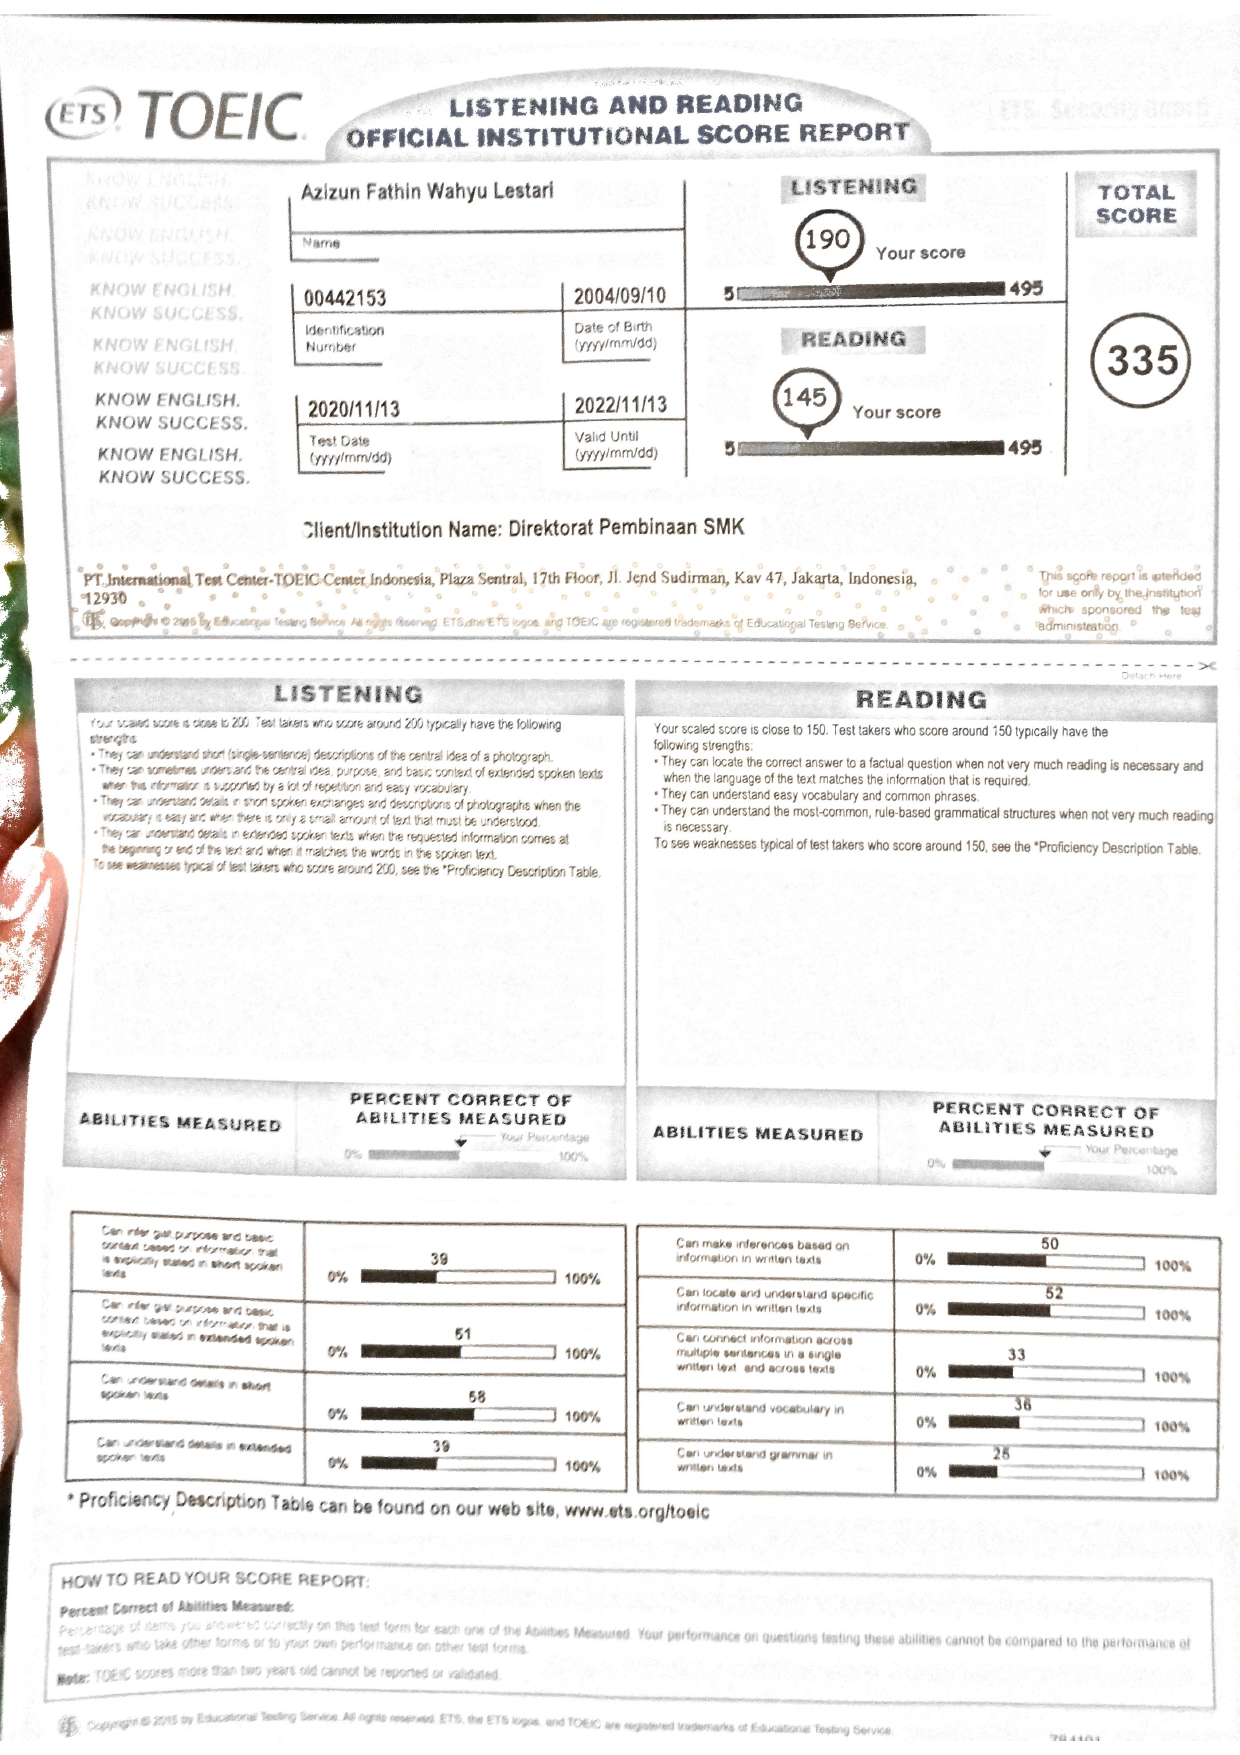 ETS TOEIC
LISTENING AND READING
OFFICIAL INSTITUTIONAL SCORE REPORT
ETS Security Guard
KNOW ENGLISH.
KNOW SUCCESS.
KNOW ENGLISH.
KNOW SUCCESS.
KNOW ENGLISH.
KNOW SUCCESS.
KNOW ENGLISH.
KNOW SUCCESS.
KNOW ENGLISH.
KNOW SUCCESS.
KNOW ENGLISH.
KNOW SUCCESS.
Azizun Fathin Wahyu Lestari
Name
00442153
Identification
Number
2004/09/10
Date of Birth
(yyyy/mm/dd)
2020/11/13
Test Date
(yyyy/mm/dd)
2022/11/13
Valid Until
(yyyy/mm/dd)
LISTENING
190
Your score
5 495
READING
145
Your score
5 495
TOTAL
SCORE
335
Client/Institution Name: Direktorat Pembinaan SMK
PT. International Test Center-TOEIC Center Indonesia, Plaza Sentral, 17th Floor, Jl. Jend Sudirman, Kav 47, Jakarta, Indonesia,
12930
Copyright © 2015 by Educational Testing Service. All rights reserved. ETS, the ETS logos, and TOEIC are registered trademarks of Educational Testing Service.
This score report is intended
for use only by the institution
which sponsored the test
administration.
Detach Here
LISTENING
Your scaled score is close to 200. Test takers who score around 200 typically have the following
strengths
• They can understand short (single-sentence) descriptions of the central idea of a photograph.
• They can sometimes understand the central idea, purpose, and basic context of extended spoken texts
when this information is supported by a lot of repetition and easy vocabulary.
• They can understand details in short spoken exchanges and descriptions of photographs when the
vocabulary is easy and when there is only a small amount of text that must be understood.
• They can understand details in extended spoken texts when the requested information comes at
the beginning or end of the text and when it matches the words in the spoken text.
To see weaknesses typical of test takers who score around 200, see the *Proficiency Description Table.
READING
Your scaled score is close to 150. Test takers who score around 150 typically have the
following strengths:
• They can locate the correct answer to a factual question when not very much reading is necessary and
when the language of the text matches the information that is required.
• They can understand easy vocabulary and common phrases.
• They can understand the most-common, rule-based grammatical structures when not very much reading
is necessary.
To see weaknesses typical of test takers who score around 150, see the *Proficiency Description Table.
ABILITIES MEASURED
PERCENT CORRECT OF
ABILITIES MEASURED
Your Percentage
0% 100%
ABILITIES MEASURED
PERCENT CORRECT OF
ABILITIES MEASURED
Your Percentage
0% 100%
Can infer gist, purpose and basic
context based on information that
is explicitly stated in short spoken
texts
39
0% 100%
Can infer gist, purpose and basic
context based on information that is
explicitly stated in extended spoken
texts
51
0% 100%
Can understand details in short
spoken texts
58
0% 100%
Can understand details in extended
spoken texts
39
0% 100%
Can make inferences based on
information in written texts
50
0% 100%
Can locate and understand specific
information in written texts
52
0% 100%
Can connect information across
multiple sentences in a single
written text and across texts
33
0% 100%
Can understand vocabulary in
written texts
36
0% 100%
Can understand grammar in
written texts
25
0% 100%
* Proficiency Description Table can be found on our web site, www.ets.org/toeic
HOW TO READ YOUR SCORE REPORT:
Percent Correct of Abilities Measured:
Percentage of items you answered correctly on this test form for each one of the Abilities Measured. Your performance on questions testing these abilities cannot be compared to the performance of
test-takers who take other forms or to your own performance on other test forms.
Note: TOEIC scores more than two years old cannot be reported or validated.
Copyright © 2015 by Educational Testing Service. All rights reserved. ETS, the ETS logos, and TOEIC are registered trademarks of Educational Testing Service.